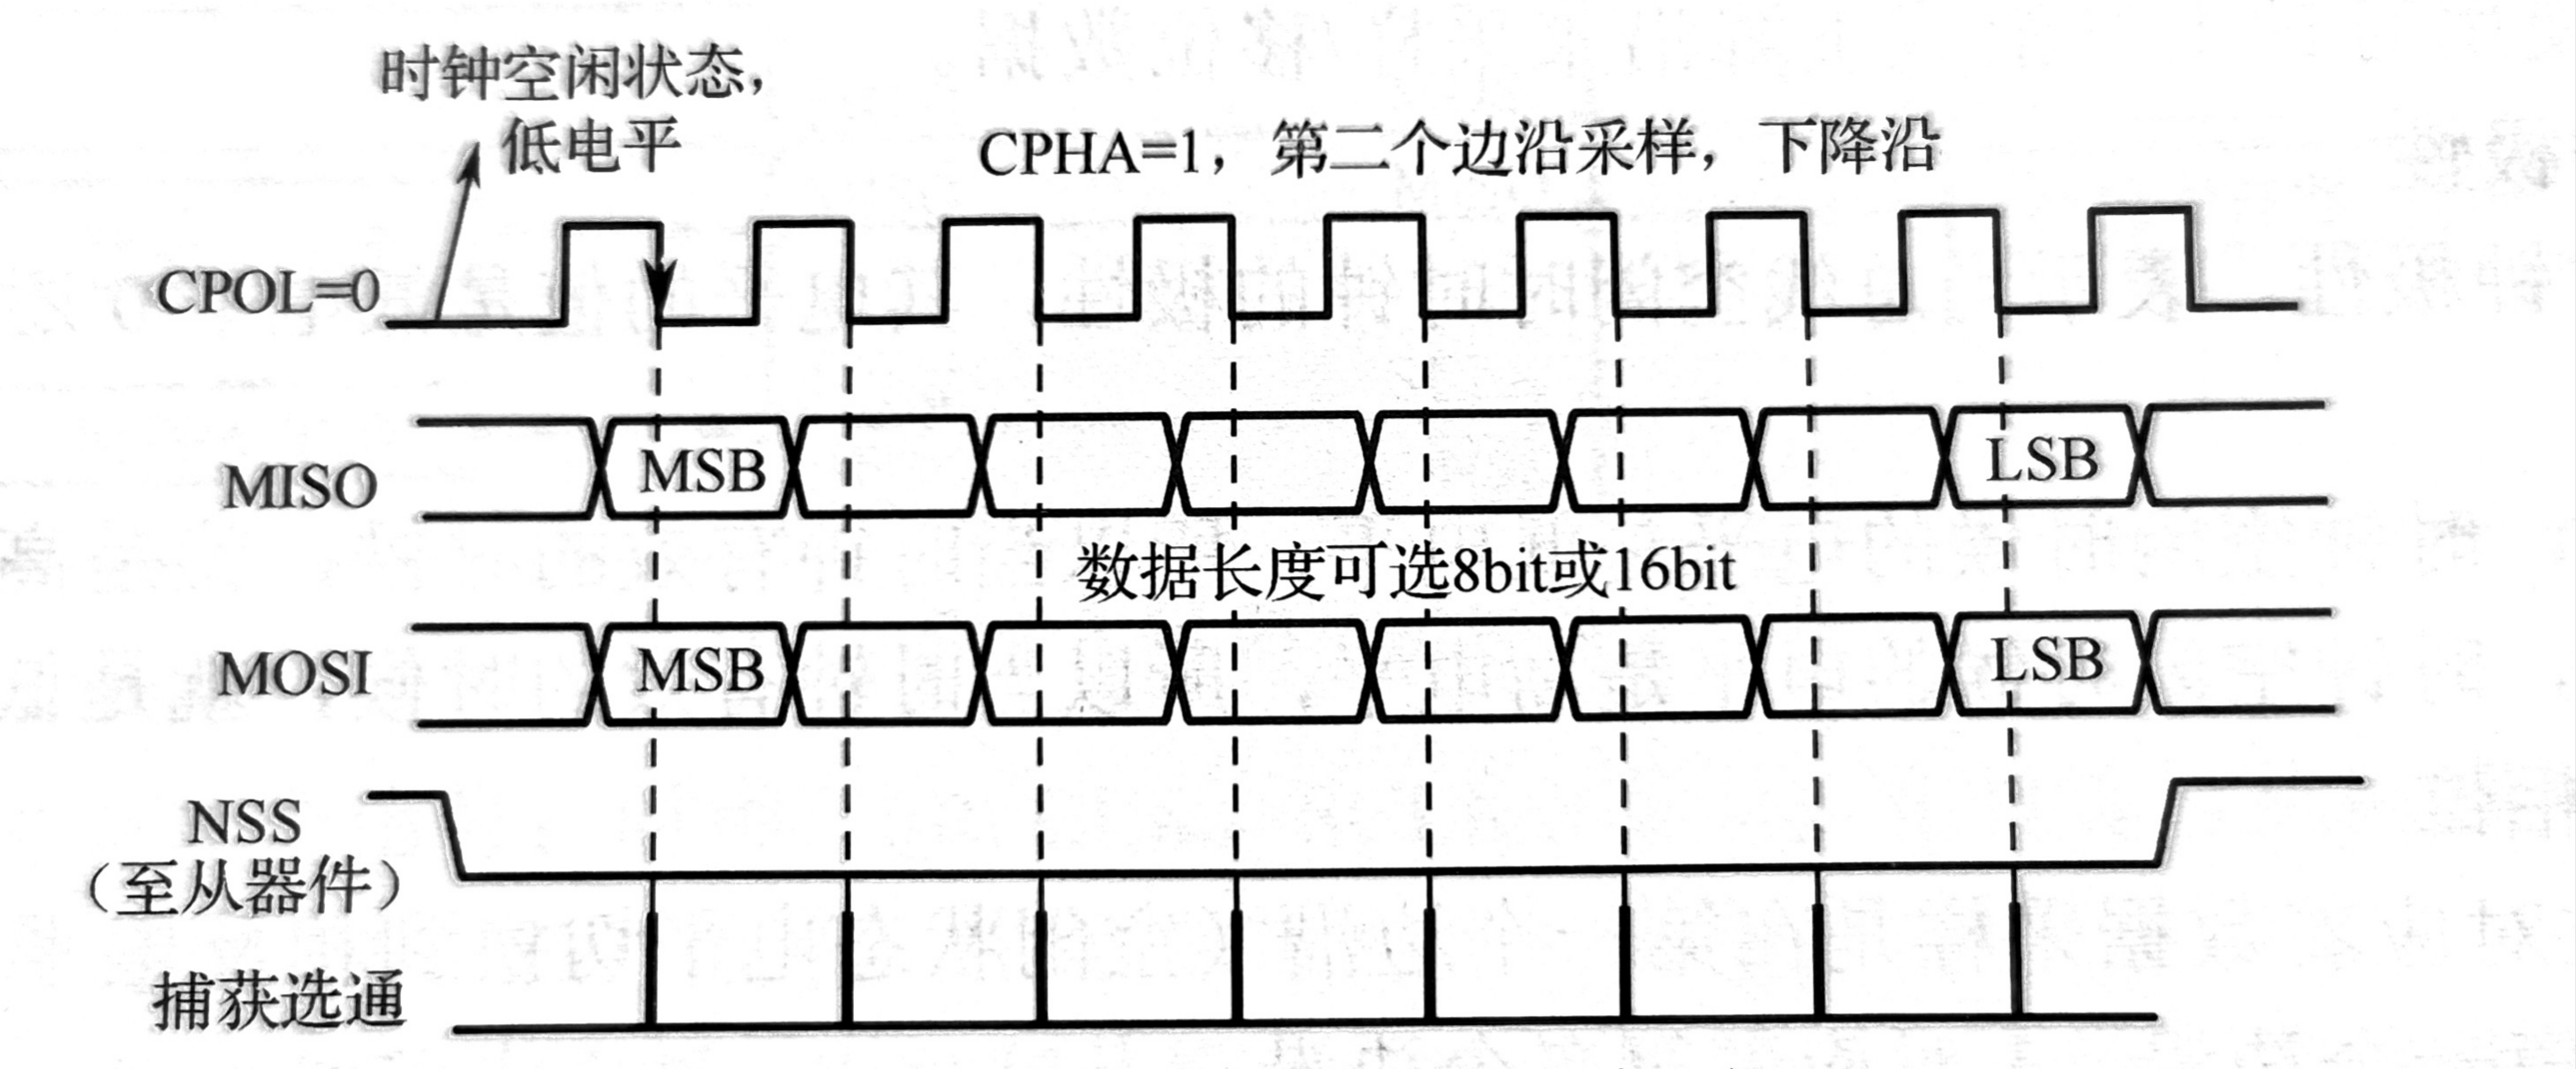 时钟空闲状态,
低电平
CPHA=1, 第二个边沿采样, 下降沿
CPOL=0
MISO
MSB
LSB
数据长度可选8bit或16bit
MOSI
MSB
LSB
NSS
(至从器件)
捕获选通